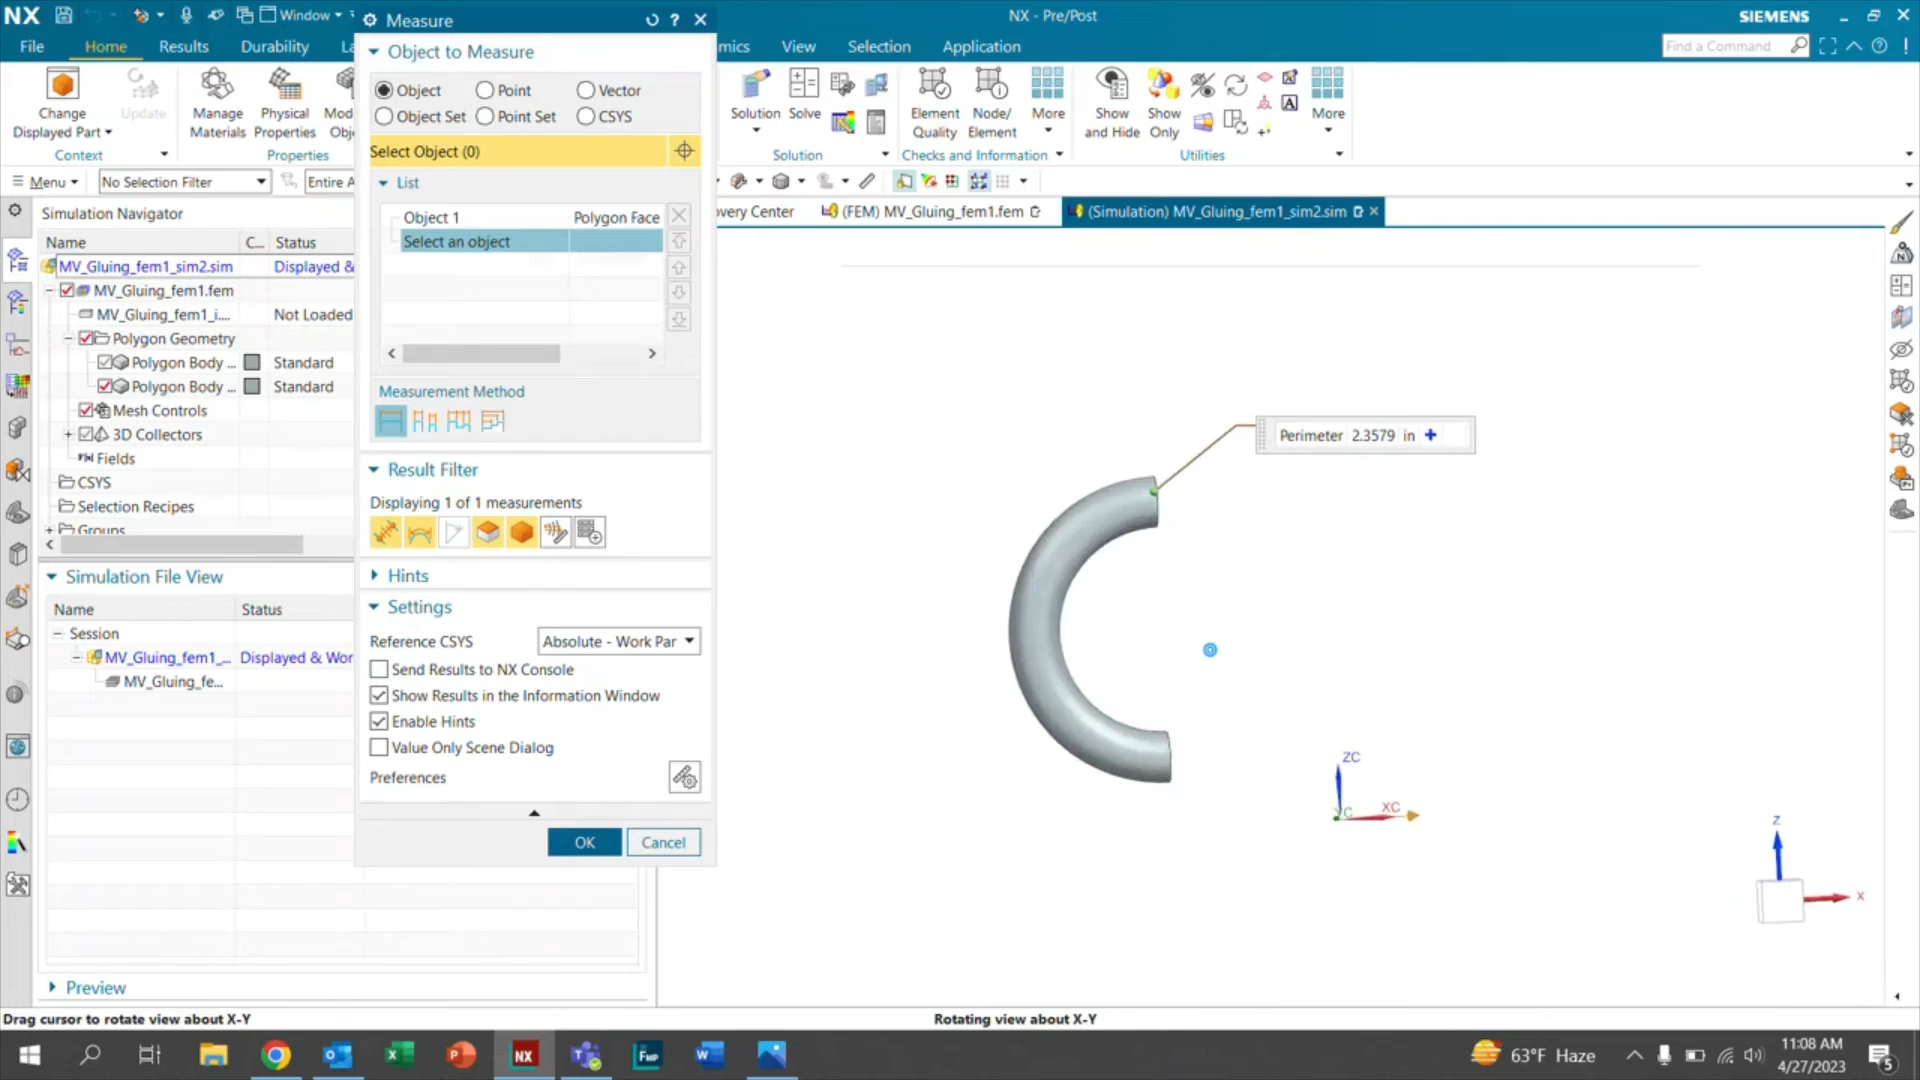 NX
Window
Measure
NX - Pre/Post
SIEMENS
File
Home
Results
Durability
La
mics
View
Selection
Application
Find a Command
Change
Displayed Part
Update
Manage
Materials
Physical
Properties
Mod
Obj
Context
Properties
Solution
Solve
Element
Quality
Node/
Element
More
Show
and Hide
Show
Only
More
Solution
Checks and Information
Utilities
Menu
No Selection Filter
Entire A
Object to Measure
Object
Point
Vector
Object Set
Point Set
CSYS
Select Object (0)
List
Object 1
Polygon Face
Select an object
Measurement Method
Result Filter
Displaying 1 of 1 measurements
Hints
Settings
Reference CSYS
Absolute - Work Par
Send Results to NX Console
Show Results in the Information Window
Enable Hints
Value Only Scene Dialog
Preferences
OK
Cancel
Simulation Navigator
Name
C...
Status
MV_Gluing_fem1_sim2.sim
Displayed &
MV_Gluing_fem1.fem
MV_Gluing_fem1_i....
Not Loaded
Polygon Geometry
Polygon Body ...
Standard
Polygon Body ...
Standard
Mesh Controls
3D Collectors
Fields
CSYS
Selection Recipes
Groups
Simulation File View
Name
Status
Session
MV_Gluing_fem1_...
Displayed & Wor
MV_Gluing_fe...
Preview
overy Center
(FEM) MV_Gluing_fem1.fem
(Simulation) MV_Gluing_fem1_sim2.sim
Perimeter 2.3579 in
ZC
YC
XC
Z
X
Drag cursor to rotate view about X-Y
Rotating view about X-Y
NX
FMP
63°F Haze
11:08 AM
4/27/2023
5